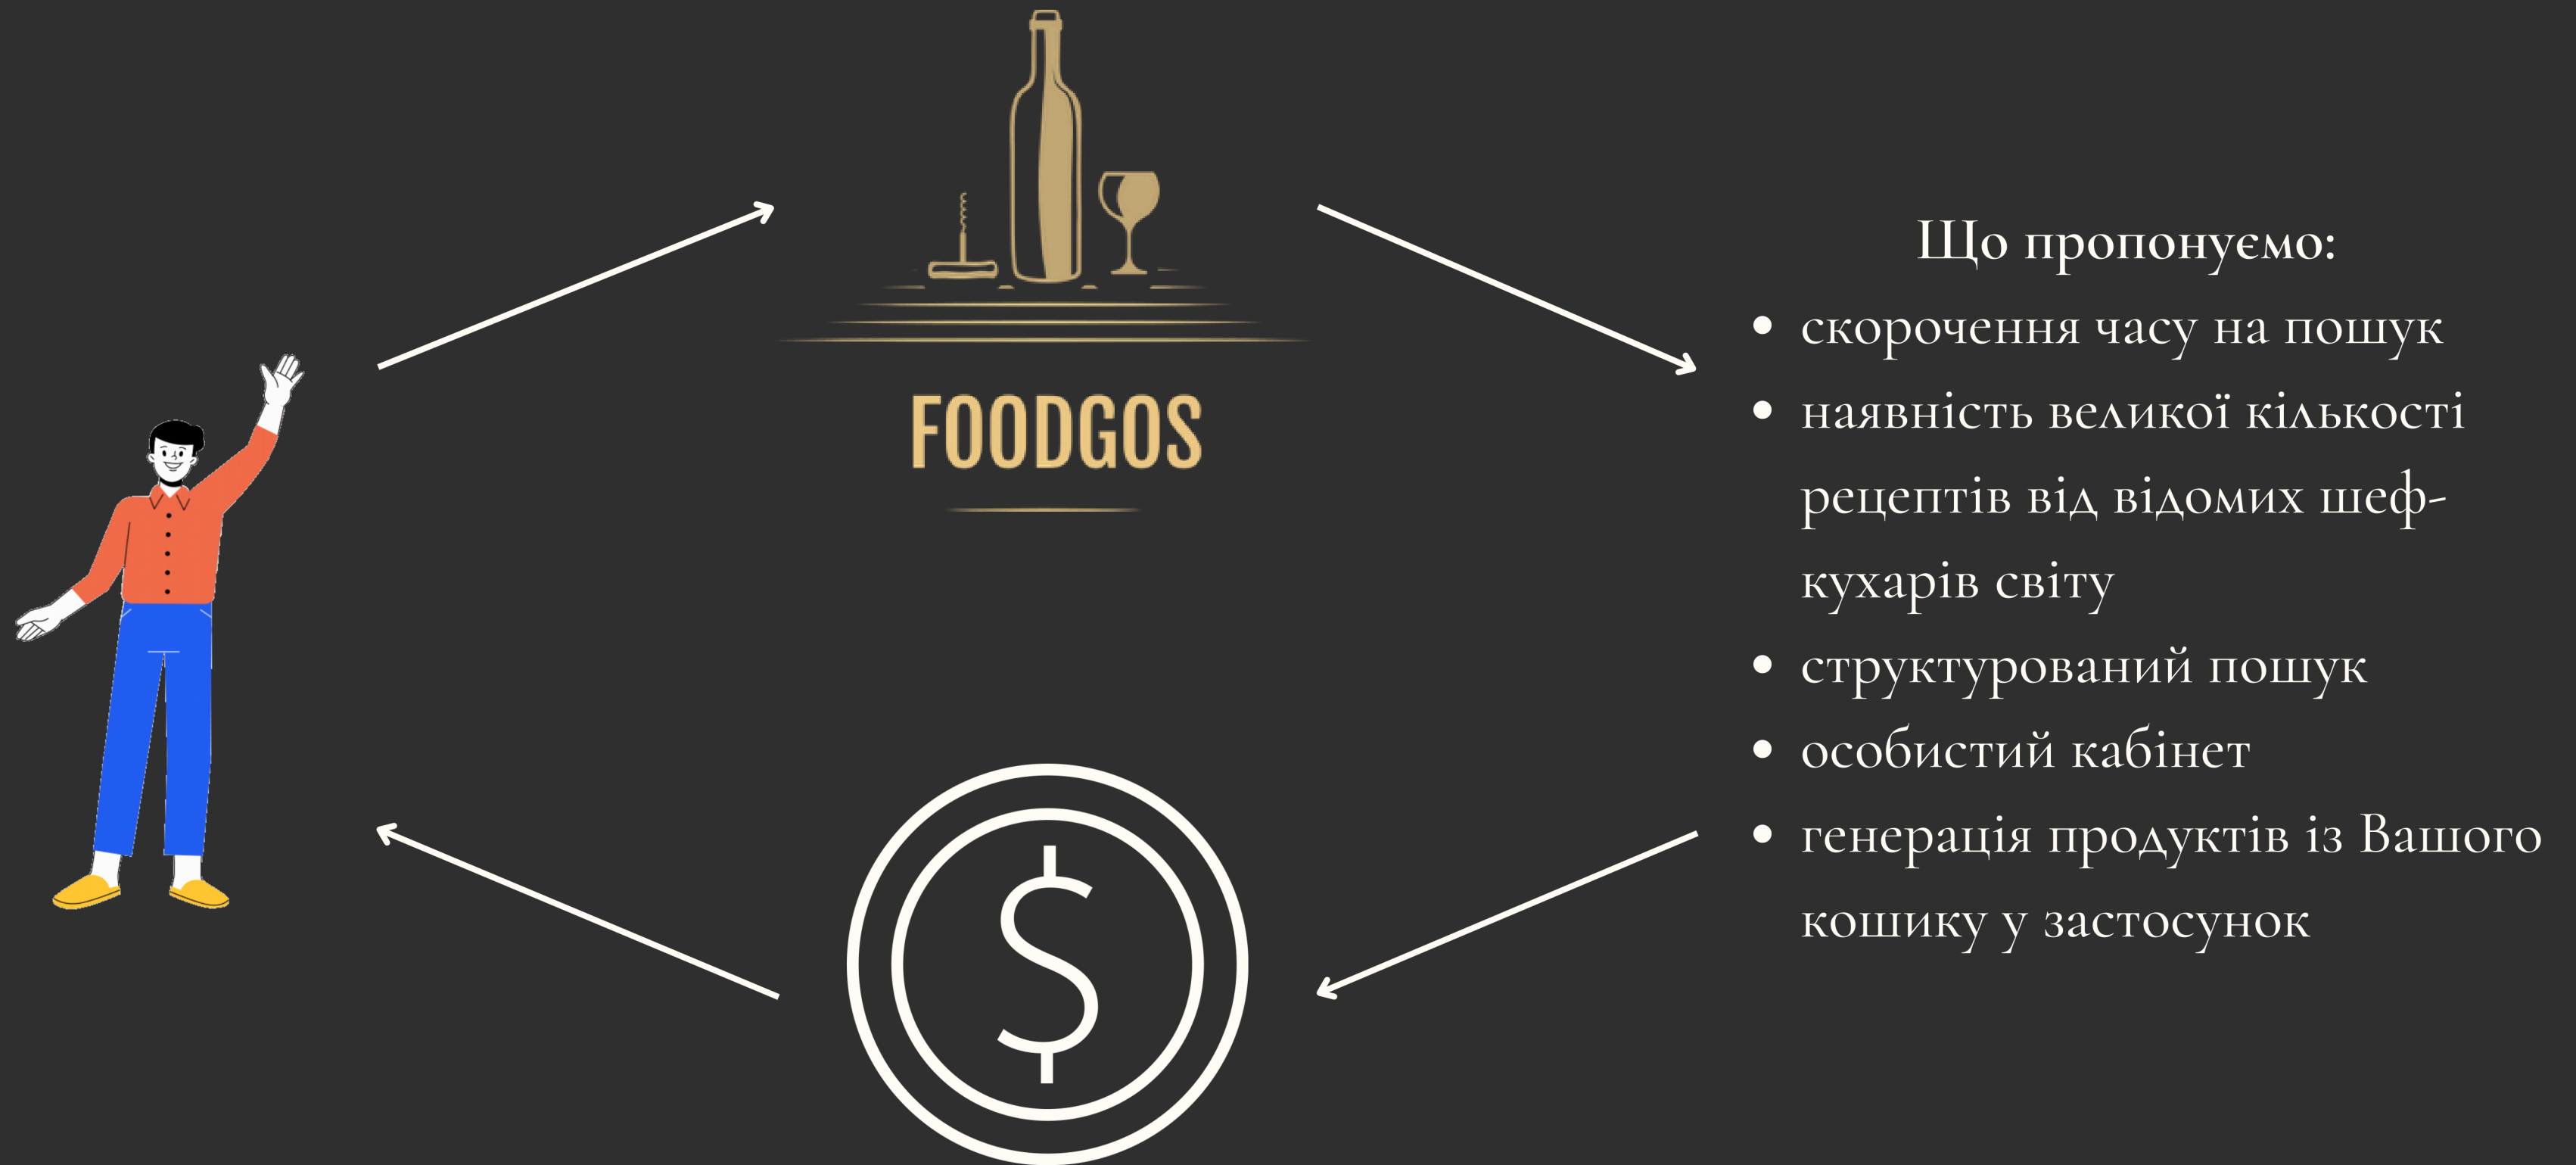 FOODGOS
Що пропонуємо:
• скорочення часу на пошук
• наявність великої кількості
рецептів від відомих шеф-
кухарів світу
• структурований пошук
• особистий кабінет
• генерація продуктів із Вашого
кошику у застосунок
$